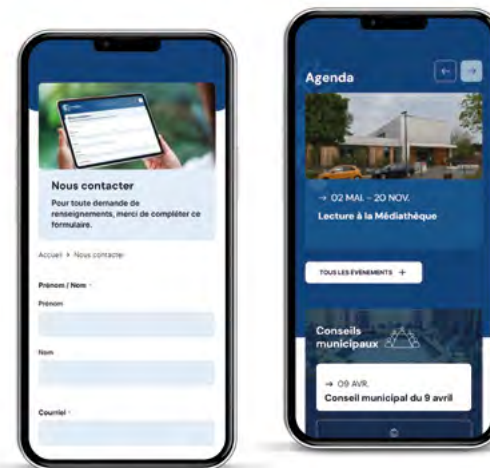 Nous contacter
Pour toute demande de
renseignements, merci de compléter ce
formulaire.
Accueil > Nous contacter
Prénom / Nom *
Prénom
Nom
Courriel *
Agenda
← →
→ 02 MAI. - 20 NOV.
Lecture à la Médiathèque
TOUS LES ÉVÈNEMENTS +
Conseils
municipaux
→ 09 AVR.
Conseil municipal du 9 avril